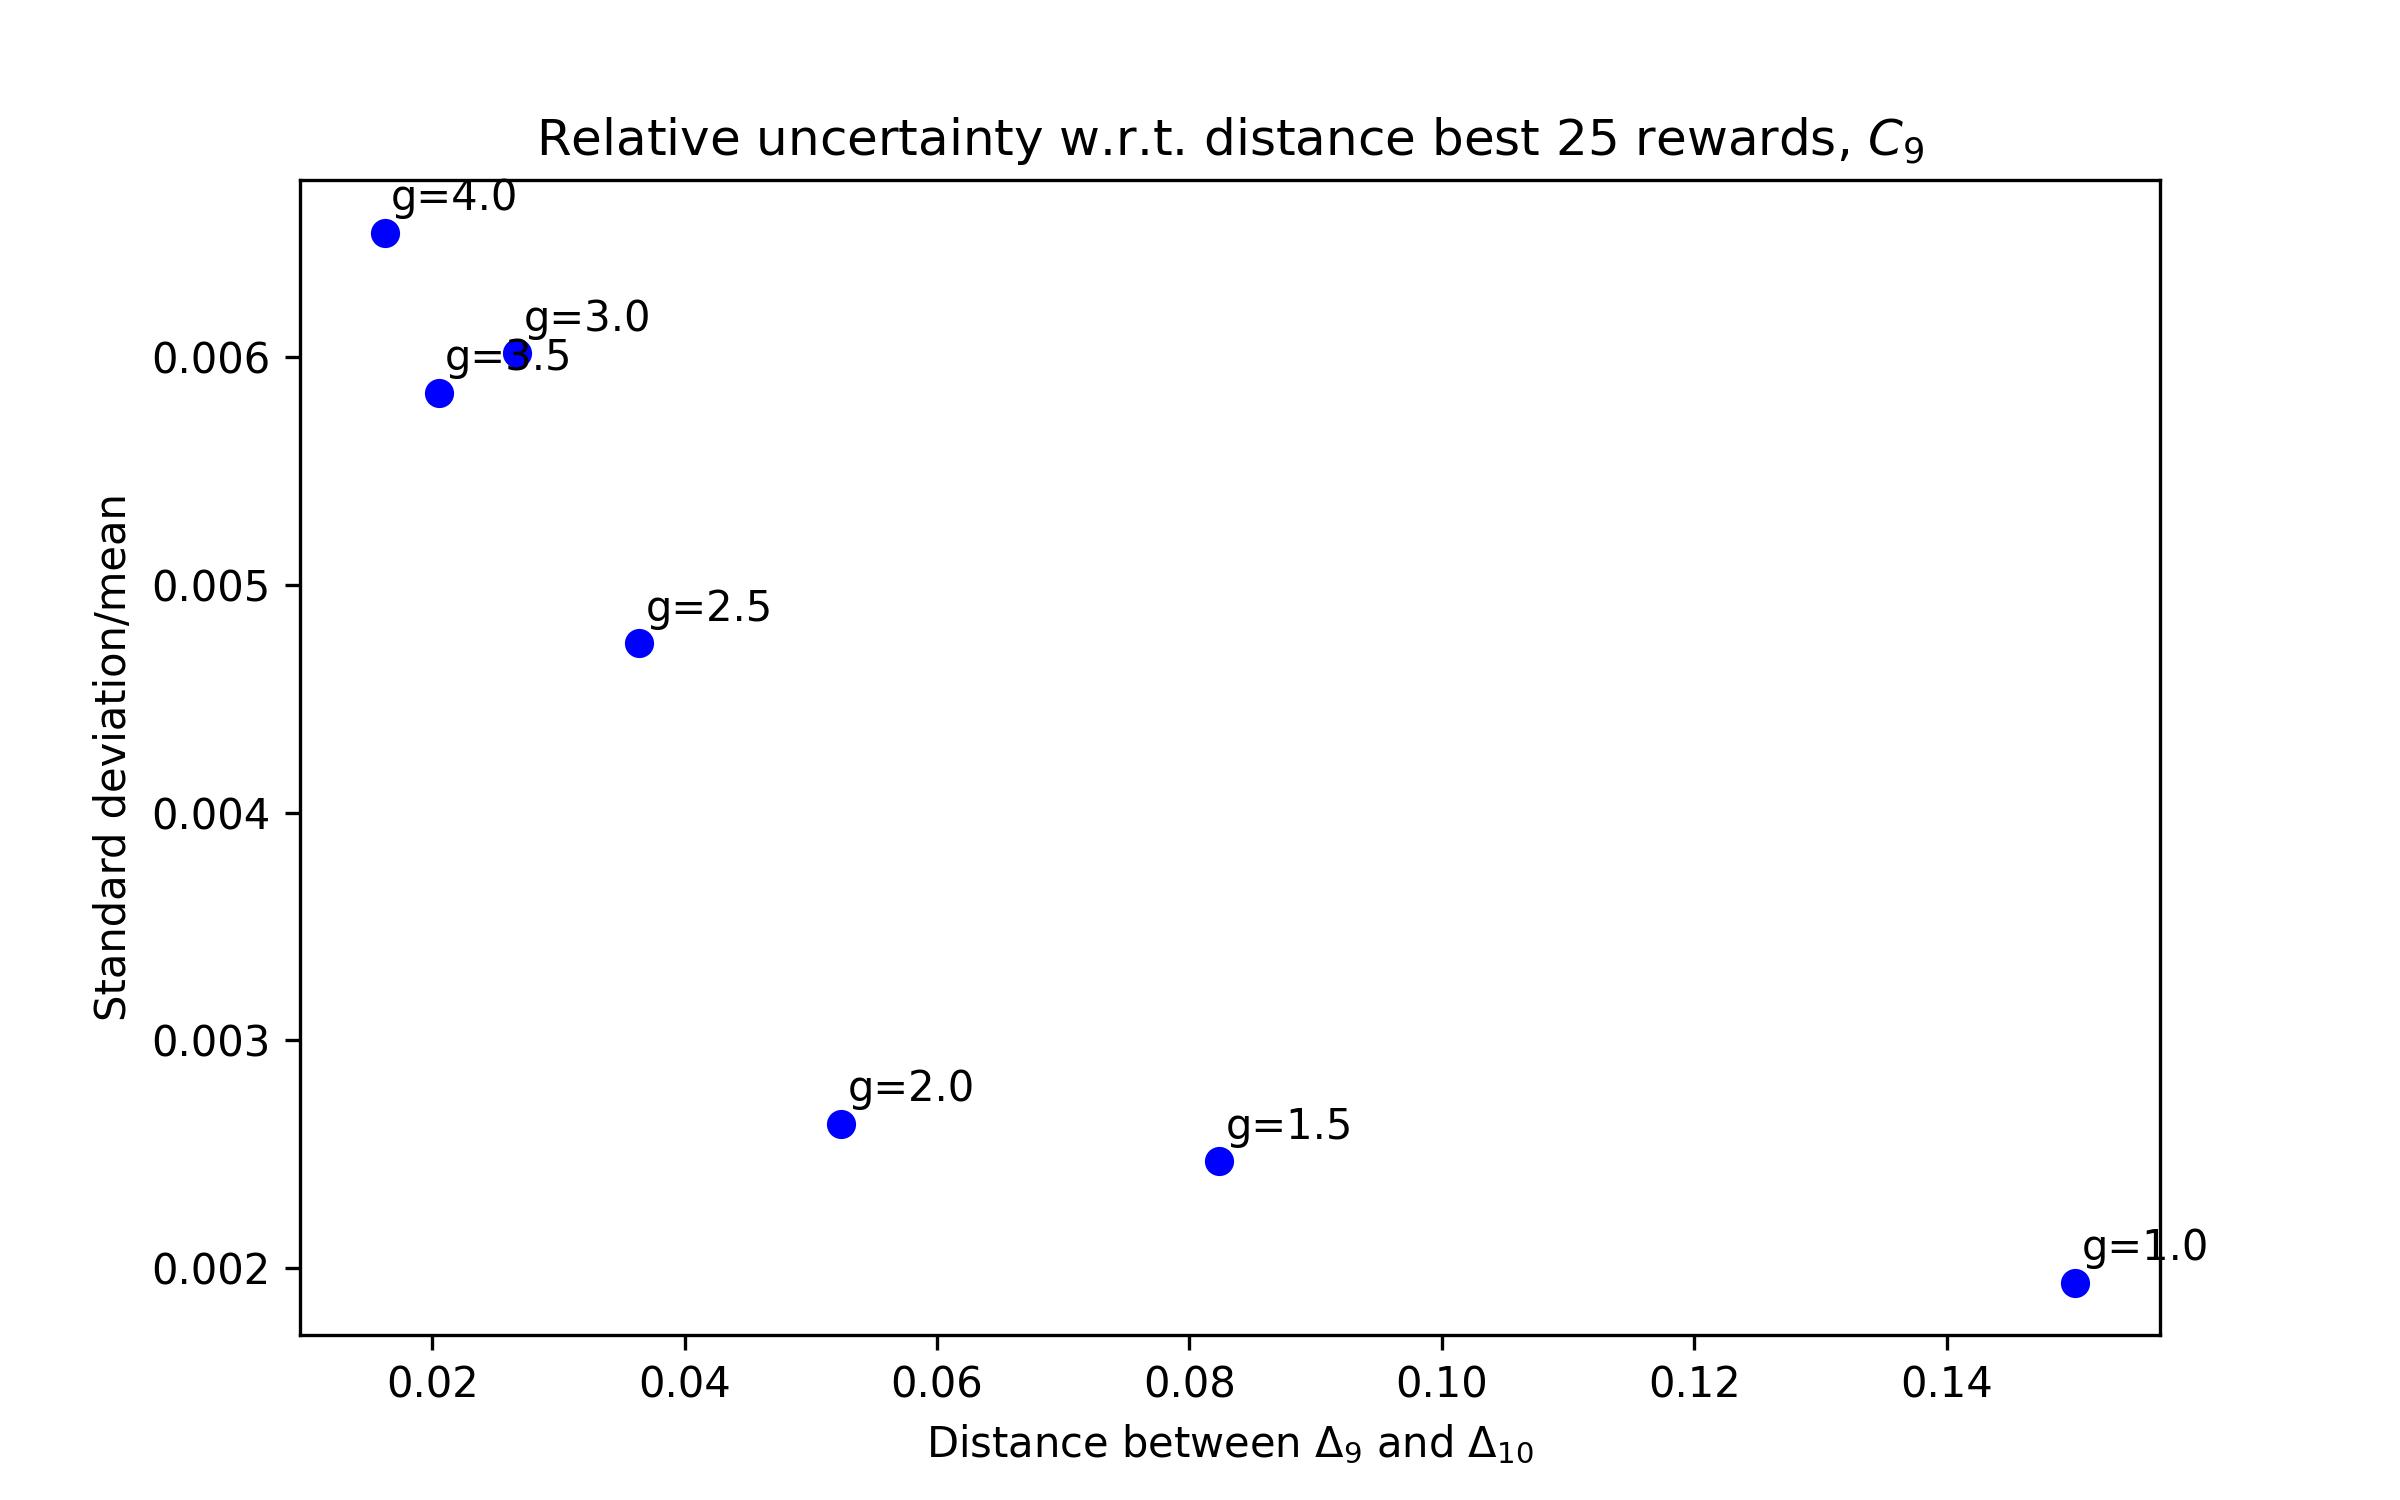 Relative uncertainty w.r.t. distance best 25 rewards, C₉
g=4.0
g=3.0
g=3.5
g=2.5
g=2.0
g=1.5
g=1.0
0.006
0.005
0.004
0.003
0.002
Standard deviation/mean
0.02 0.04 0.06 0.08 0.10 0.12 0.14
Distance between Δ₉ and Δ₁₀